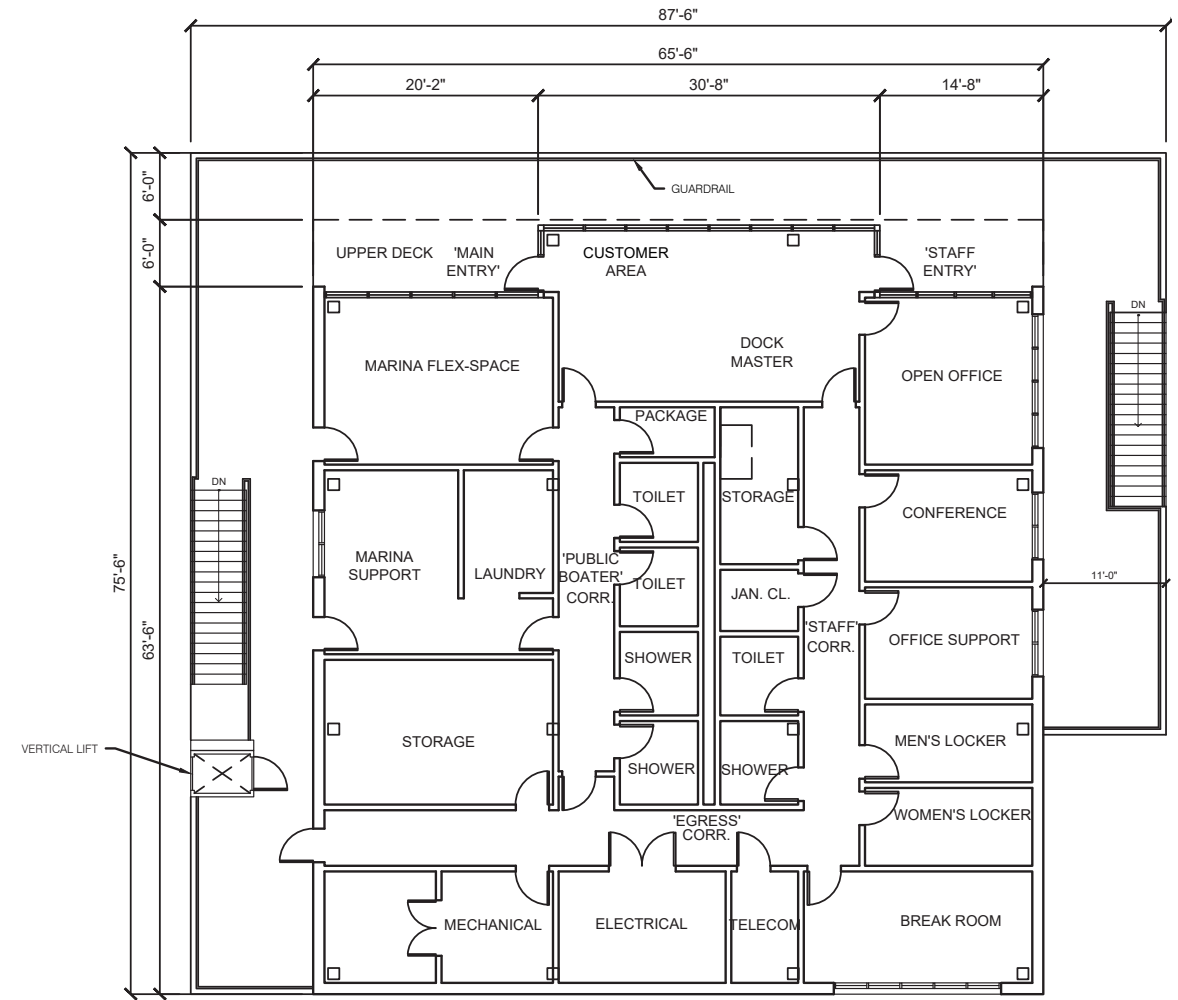 87'-6"
65'-6"
20'-2"
30'-8"
14'-8"
6'-0"
GUARDRAIL
6'-0"
UPPER DECK
'MAIN
ENTRY'
CUSTOMER
AREA
'STAFF
ENTRY'
DN
DOCK
MASTER
MARINA FLEX-SPACE
OPEN OFFICE
PACKAGE
DN
TOILET
STORAGE
CONFERENCE
75'-6"
63'-6"
MARINA
SUPPORT
LAUNDRY
'PUBLIC
BOATER'
CORR.
TOILET
JAN. CL.
11'-0"
'STAFF'
CORR.
OFFICE SUPPORT
SHOWER
TOILET
VERTICAL LIFT
STORAGE
SHOWER
SHOWER
MEN'S LOCKER
'EGRESS'
CORR.
WOMEN'S LOCKER
MECHANICAL
ELECTRICAL
TELECOM
BREAK ROOM